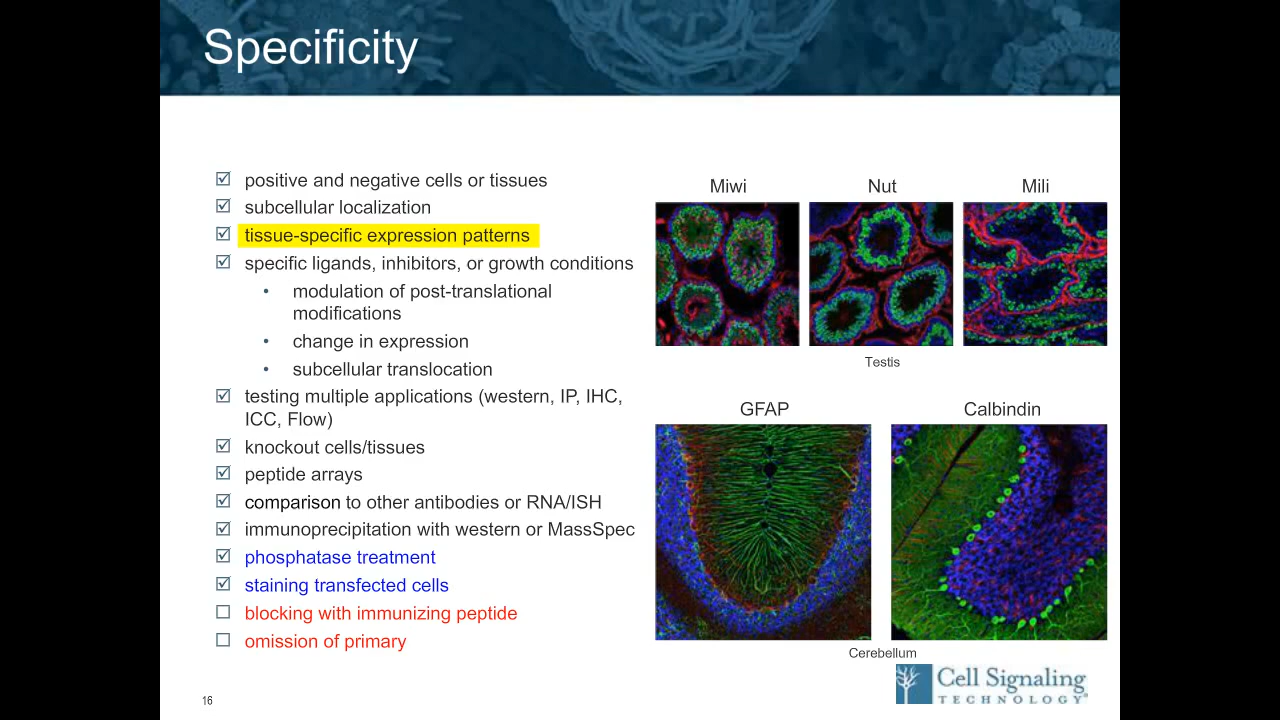 Specificity
positive and negative cells or tissues
subcellular localization
tissue-specific expression patterns
specific ligands, inhibitors, or growth conditions
• modulation of post-translational
modifications
• change in expression
• subcellular translocation
testing multiple applications (western, IP, IHC,
ICC, Flow)
knockout cells/tissues
peptide arrays
comparison to other antibodies or RNA/ISH
immunoprecipitation with western or MassSpec
phosphatase treatment
staining transfected cells
blocking with immunizing peptide
omission of primary
Miwi
Nut
Mili
Testis
GFAP
Calbindin
Cerebellum
Cell Signaling
TECHNOLOGY®
16